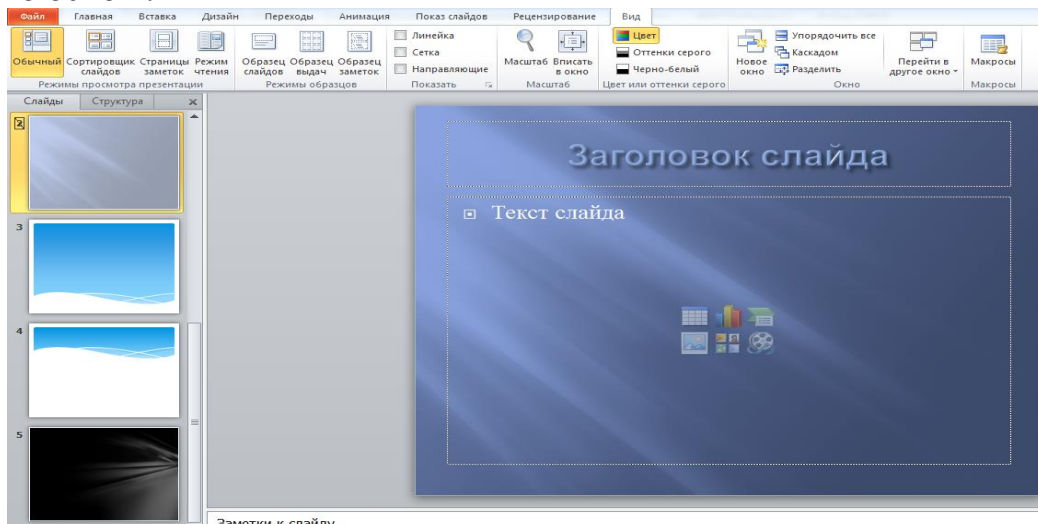 Файл Главная Вставка Дизайн Переходы Анимация Показ слайдов Рецензирование Вид
Обычный Сортировщик слайдов Страницы заметок Режим чтения
Режимы просмотра презентации
Образец слайдов Образец выдач Образец заметок
Режимы образцов
Линейка
Сетка
Направляющие
Показать
Масштаб Вписать в окно
Масштаб
Цвет
Оттенки серого
Черно-белый
Цвет или оттенки серого
Новое окно
Упорядочить все
Каскадом
Разделить
Перейти в другое окно
Окно
Макросы
Макросы
Слайды Структура
2
3
4
5
Заголовок слайда
Текст слайда
Заметки к слайду